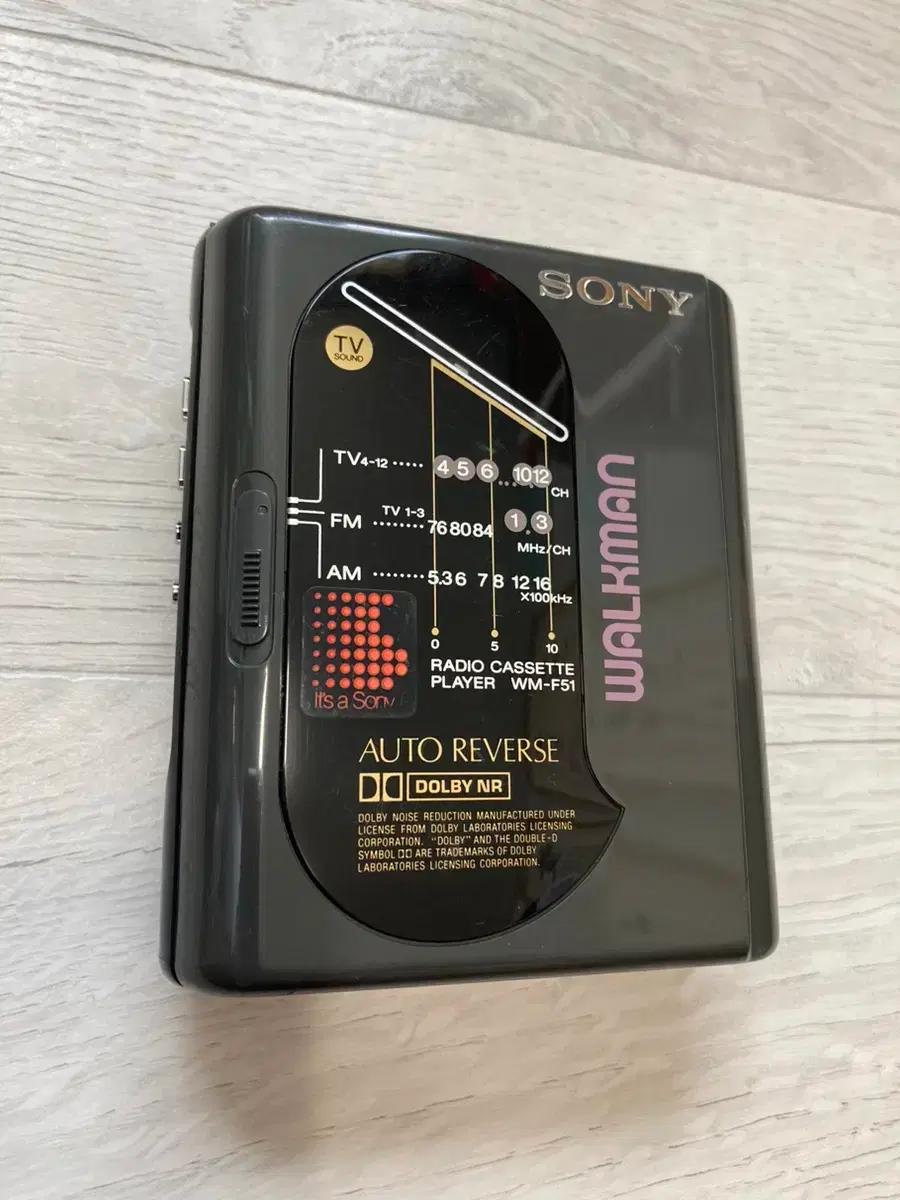 SONY
TV
SOUND
TV4-12 4 5 6 10 12
CH
TV 1-3
FM 76 80 84 1 3
MHz/CH
AM 5.3 6 7 8 12 16
X100kHz
0 5 10
RADIO CASSETTE
PLAYER WM-F51
It's a Sony
WALKMAN
AUTO REVERSE
DOLBY NR
DOLBY NOISE REDUCTION MANUFACTURED UNDER
LICENSE FROM DOLBY LABORATORIES LICENSING
CORPORATION. "DOLBY" AND THE DOUBLE-D
SYMBOL ARE TRADEMARKS OF DOLBY
LABORATORIES LICENSING CORPORATION.